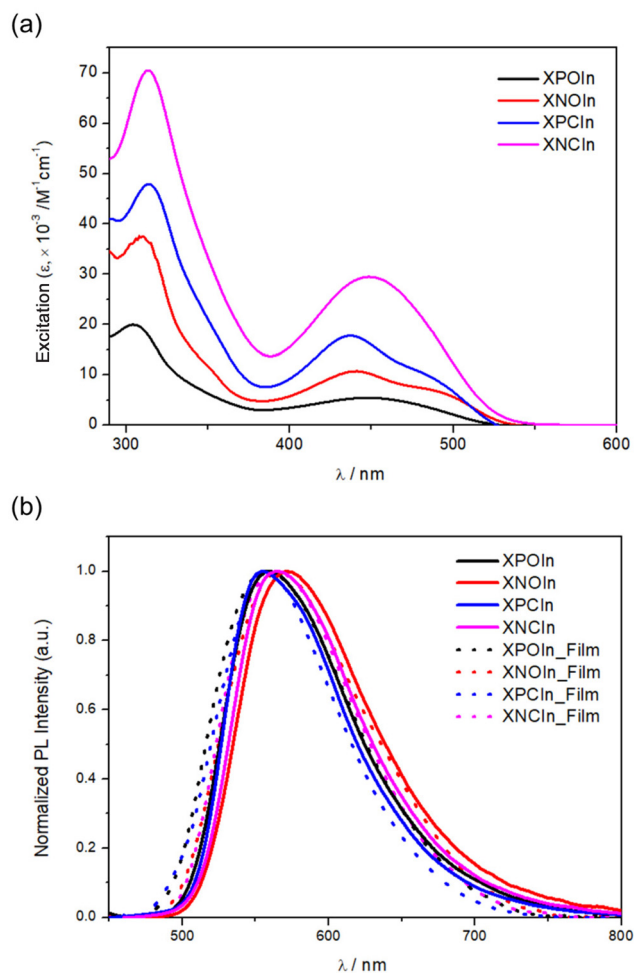 (a)
70
60
50
40
30
20
10
0
Excitation (ε, × 10⁻³ /M⁻¹cm⁻¹)
XPOIn
XNOIn
XPCIn
XNCIn
300 400 500 600
λ / nm
(b)
1.0
0.8
0.6
0.4
0.2
0.0
Normalized PL Intensity (a.u.)
XPOIn
XNOIn
XPCIn
XNCIn
XPOIn_Film
XNOIn_Film
XPCIn_Film
XNCIn_Film
500 600 700 800
λ / nm